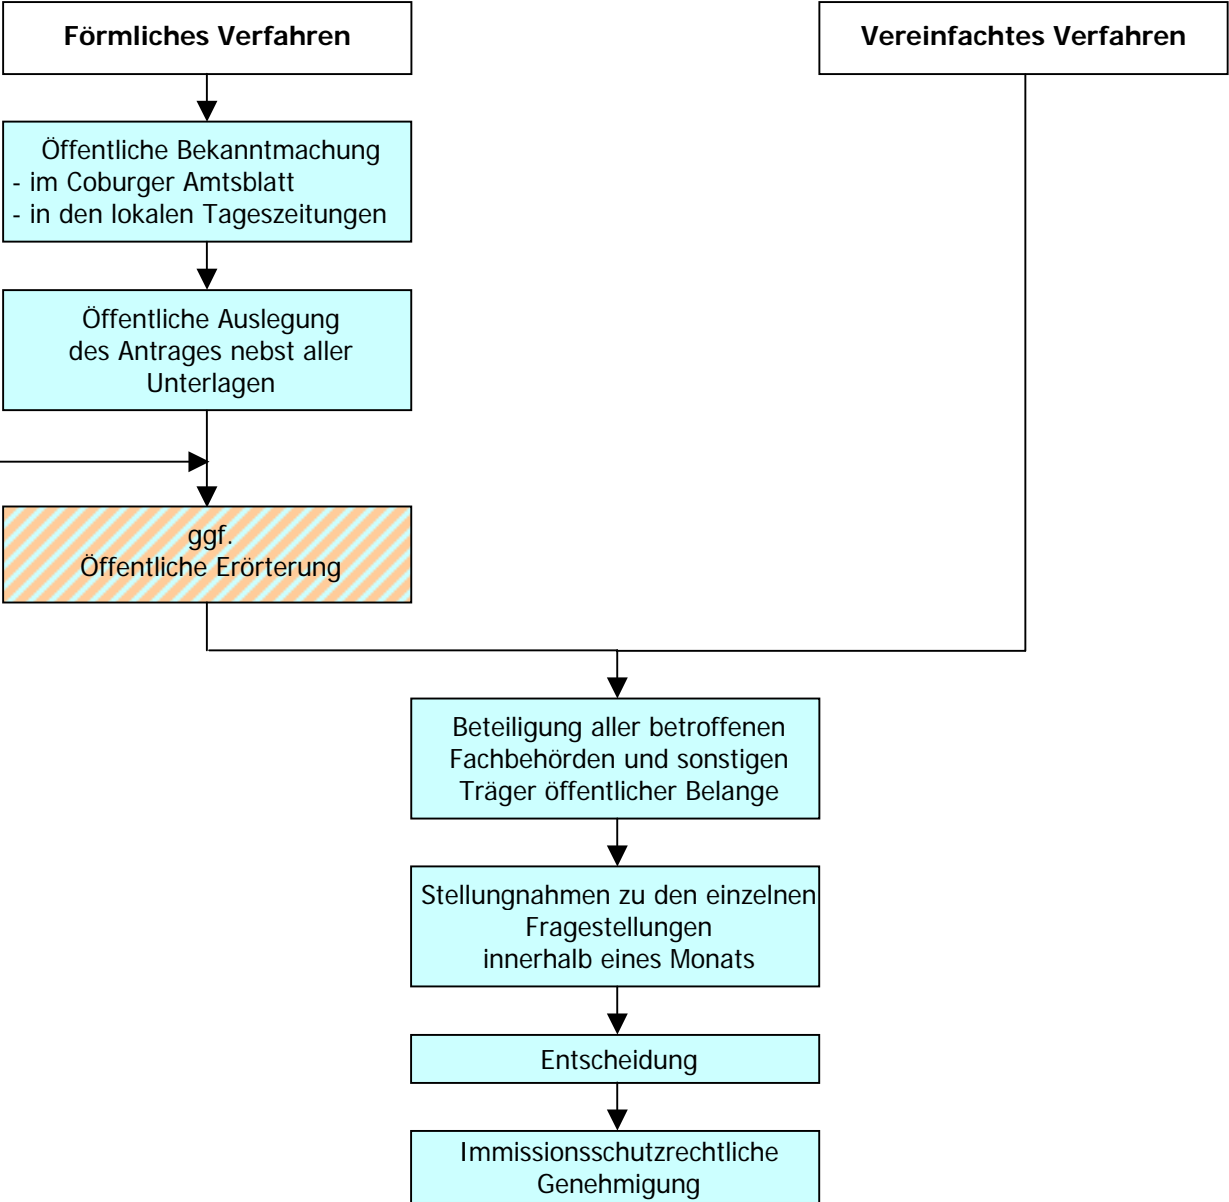 Förmliches Verfahren
Vereinfachtes Verfahren
Öffentliche Bekanntmachung
- im Coburger Amtsblatt
- in den lokalen Tageszeitungen
Öffentliche Auslegung
des Antrages nebst aller
Unterlagen
ggf.
Öffentliche Erörterung
Beteiligung aller betroffenen
Fachbehörden und sonstigen
Träger öffentlicher Belange
Stellungnahmen zu den einzelnen
Fragestellungen
innerhalb eines Monats
Entscheidung
Immissionsschutzrechtliche
Genehmigung